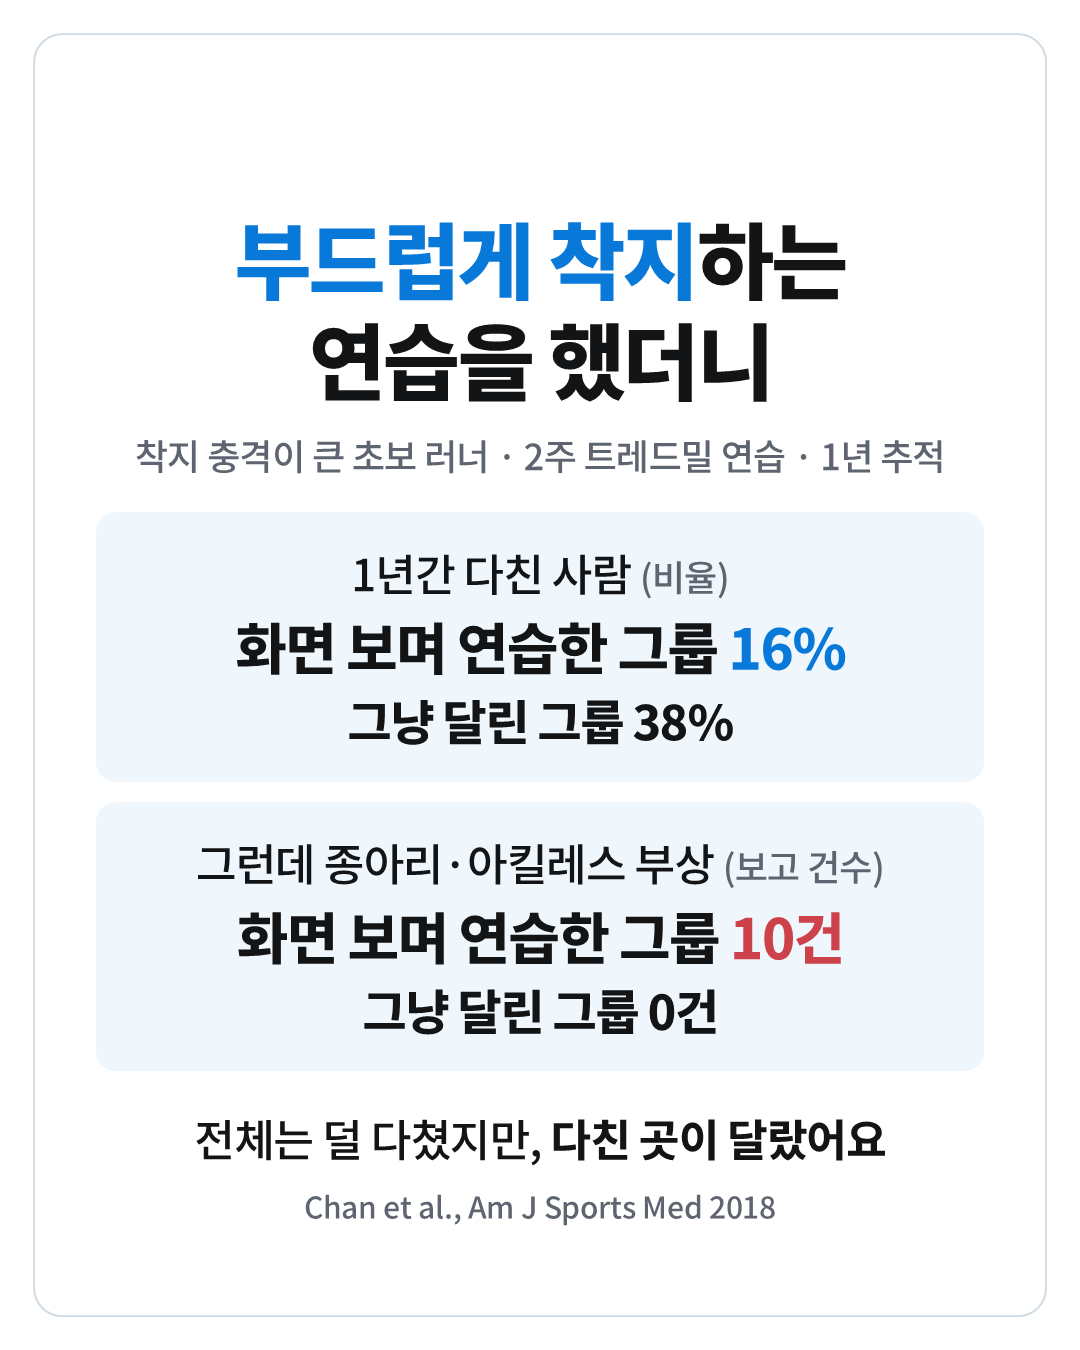 부드럽게 착지하는
연습을 했더니
착지 충격이 큰 초보 러너 · 2주 트레드밀 연습 · 1년 추적
1년간 다친 사람 (비율)
화면 보며 연습한 그룹 16%
그냥 달린 그룹 38%
그런데 종아리·아킬레스 부상 (보고 건수)
화면 보며 연습한 그룹 10건
그냥 달린 그룹 0건
전체는 덜 다쳤지만, 다친 곳이 달랐어요
Chan et al., Am J Sports Med 2018